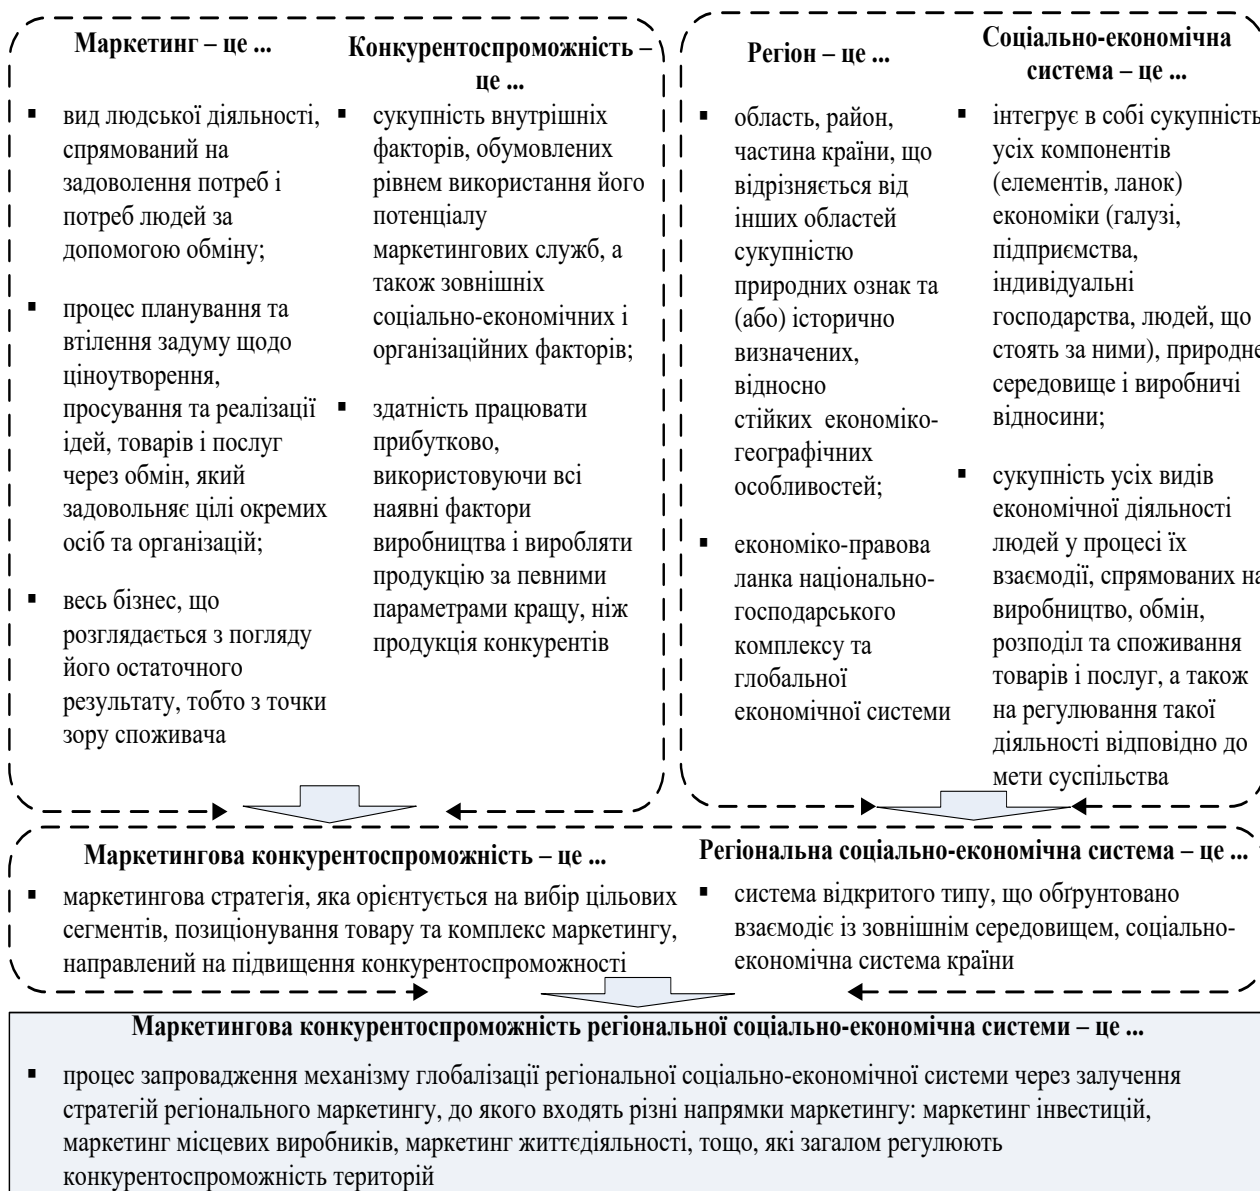 Маркетинг – це ...
▪ вид людської діяльності,
спрямований на
задоволення потреб і
потреб людей за
допомогою обміну;
▪ процес планування та
втілення задуму щодо
ціноутворення,
просування та реалізації
ідей, товарів і послуг
через обмін, який
задовольняє цілі окремих
осіб та організацій;
▪ весь бізнес, що
розглядається з погляду
його остаточного
результату, тобто з точки
зору споживача
Конкурентоспроможність –
це ...
▪ сукупність внутрішніх
факторів, обумовлених
рівнем використання його
потенціалу
маркетингових служб, а
також зовнішніх
соціально-економічних і
організаційних факторів;
▪ здатність працювати
прибутково,
використовуючи всі
наявні фактори
виробництва і виробляти
продукцію за певними
параметрами кращу, ніж
продукція конкурентів
Регіон – це ...
▪ область, район,
частина країни, що
відрізняється від
інших областей
сукупністю
природних ознак та
(або) історично
визначених,
відносно
стійких економіко-
географічних
особливостей;
▪ економіко-правова
ланка національно-
господарського
комплексу та
глобальної
економічної системи
Соціально-економічна
система – це ...
▪ інтегрує в собі сукупність
усіх компонентів
(елементів, ланок)
економіки (галузі,
підприємства,
індивідуальні
господарства, людей, що
стоять за ними), природне
середовище і виробничі
відносини;
▪ сукупність усіх видів
економічної діяльності
людей у процесі їх
взаємодії, спрямованих на
виробництво, обмін,
розподіл та споживання
товарів і послуг, а також
на регулювання такої
діяльності відповідно до
мети суспільства
Маркетингова конкурентоспроможність – це ...
▪ маркетингова стратегія, яка орієнтується на вибір цільових
сегментів, позиціонування товару та комплекс маркетингу,
направлений на підвищення конкурентоспроможності
Регіональна соціально-економічна система – це ...
▪ система відкритого типу, що обґрунтовано
взаємодіє із зовнішнім середовищем, соціально-
економічна система країни
Маркетингова конкурентоспроможність регіональної соціально-економічна системи – це ...
▪ процес запровадження механізму глобалізації регіональної соціально-економічної системи через залучення
стратегій регіонального маркетингу, до якого входять різні напрямки маркетингу: маркетинг інвестицій,
маркетинг місцевих виробників, маркетинг життєдіяльності, тощо, які загалом регулюють
конкурентоспроможність територій